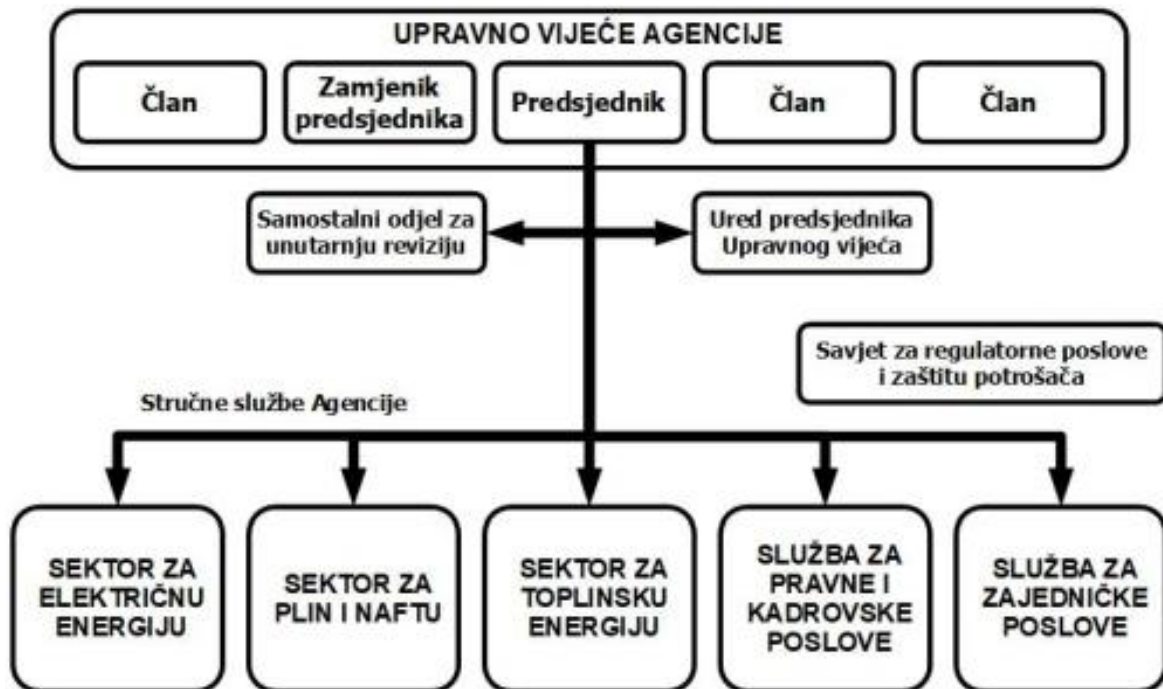 UPRAVNO VIJEĆE AGENCIJE
Član
Zamjenik
predsjednika
Predsjednik
Član
Član
Samostalni odjel za
unutarnju reviziju
Ured predsjednika
Upravnog vijeća
Savjet za regulatorne poslove
i zaštitu potrošača
Stručne službe Agencije
SEKTOR ZA
ELEKTRIČNU
ENERGIJU
SEKTOR ZA
PLIN I NAFTU
SEKTOR ZA
TOPLINSKU
ENERGIJU
SLUŽBA ZA
PRAVNE I
KADROVSKE
POSLOVE
SLUŽBA ZA
ZAJEDNIČKE
POSLOVE